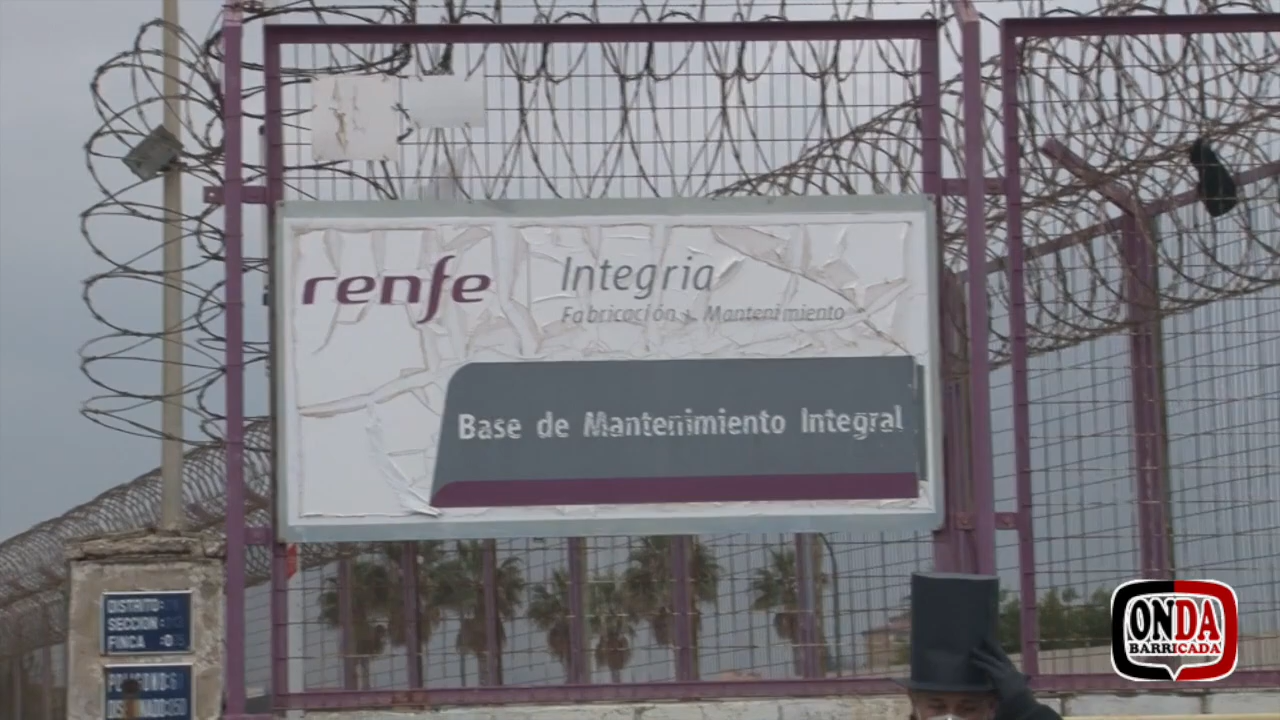 renfe
Integria
Fabricación y Mantenimiento
Base de Mantenimiento Integral
DISTRITO:
SECCION:
FINCA
ONDA
BARRICADA